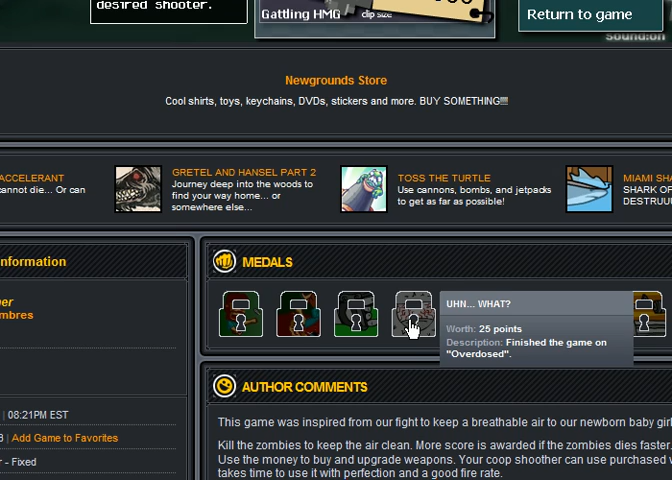 desired shooter.
Gattling HMG clip size
Return to game
sound:on
Newgrounds Store
Cool shirts, toys, keychains, DVDs, stickers and more. BUY SOMETHING!!!!
ACCELERANT
cannot die... Or can
GRETEL AND HANSEL PART 2
Journey deep into the woods to
find your way home... or
somewhere else...
TOSS THE TURTLE
Use cannons, bombs, and jetpacks
to get as far as possible!
MIAMI SHA
SHARK OF
DESTRUU
nformation
MEDALS
UHN... WHAT?
Worth: 25 points
Description: Finished the game on
"Overdosed".
ner
mbres
| 08:21PM EST
8 | Add Game to Favorites
r - Fixed
AUTHOR COMMENTS
This game was inspired from our fight to keep a breathable air to our newborn baby girl
Kill the zombies to keep the air clean. More score is awarded if the zombies dies faster.
Use the money to buy and upgrade weapons. Your coop shoother can use purchased w
takes time to use it with perfection and a good fire rate.